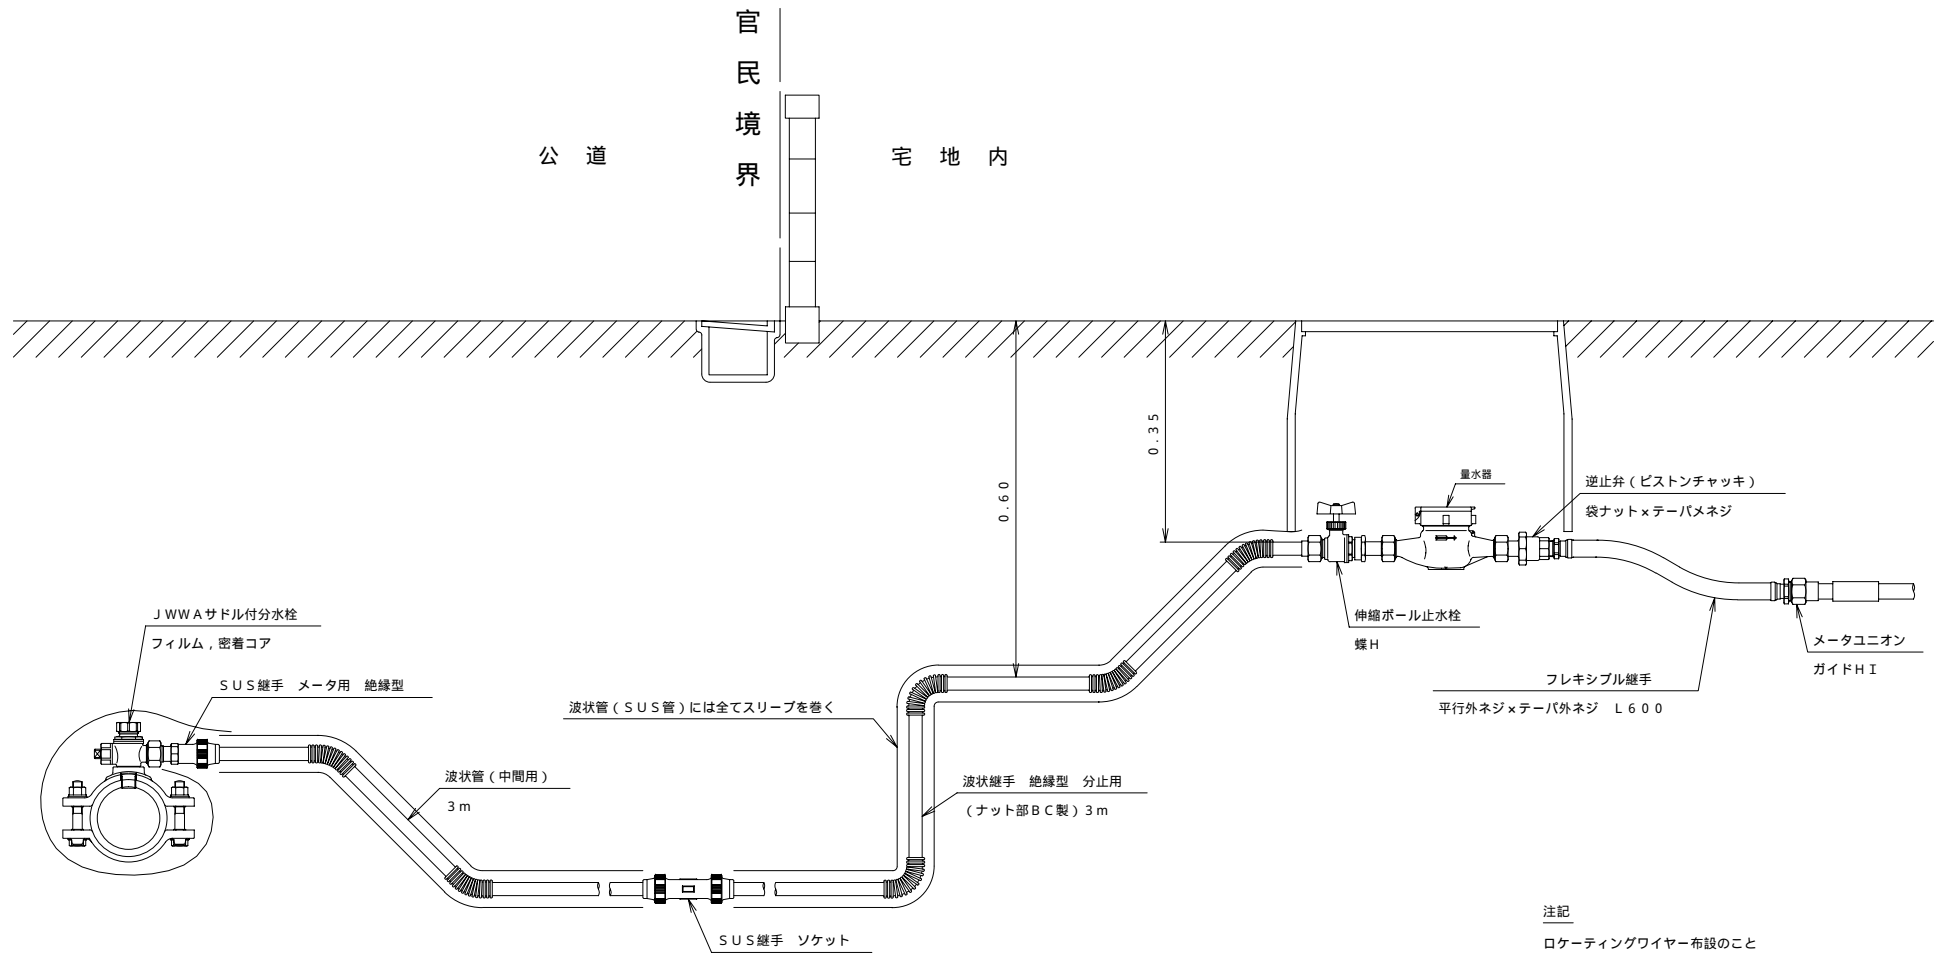 官民境界
公道
宅地内
0.35
0.60
量水器
逆止弁（ピストンチャッキ）
袋ナット×テーパメネジ
ＪＷＷＡサドル付分水栓
フィルム，密着コア
伸縮ボール止水栓
蝶Ｈ
メータユニオン
ガイドＨＩ
ＳＵＳ継手　メータ用　絶縁型
フレキシブル継手
平行外ネジ×テーパ外ネジ　Ｌ６００
波状管（ＳＵＳ管）には全てスリーブを巻く
波状管（中間用）
３ｍ
波状継手　絶縁型　分止用
（ナット部ＢＣ製）３ｍ
ＳＵＳ継手　ソケット
注記
ロケーティングワイヤー布設のこと